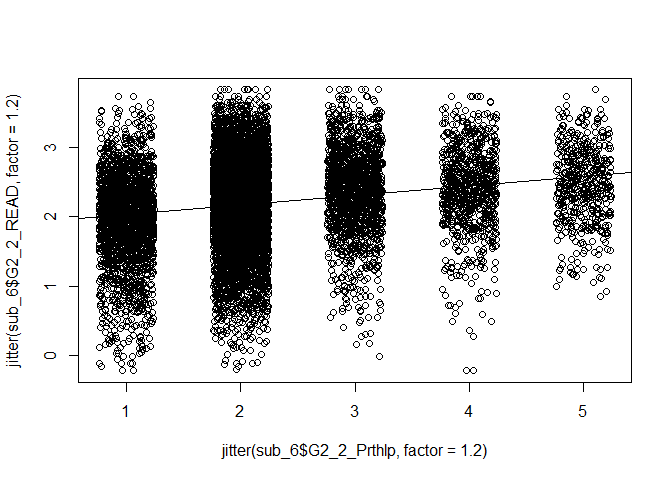 jitter(sub_6$G2_2_READ, factor = 1.2)
3
2
1
0
1 2 3 4 5
jitter(sub_6$G2_2_Prthlp, factor = 1.2)